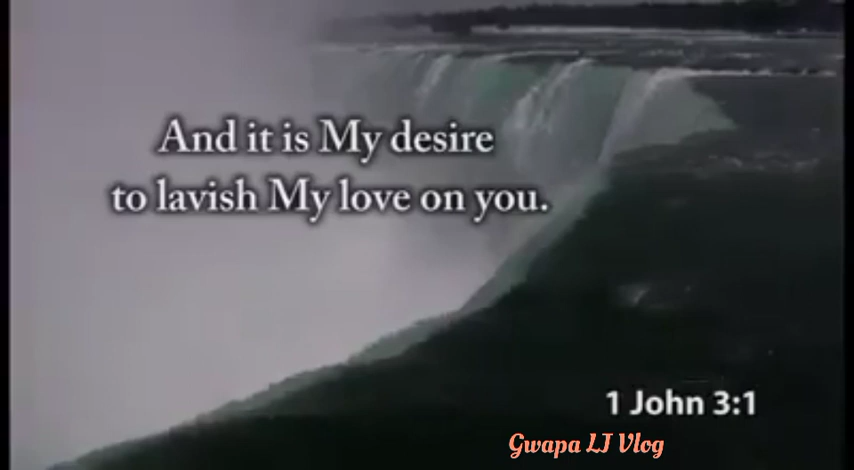 And it is My desire
to lavish My love on you.
1 John 3:1
Gwapa LJ Vlog